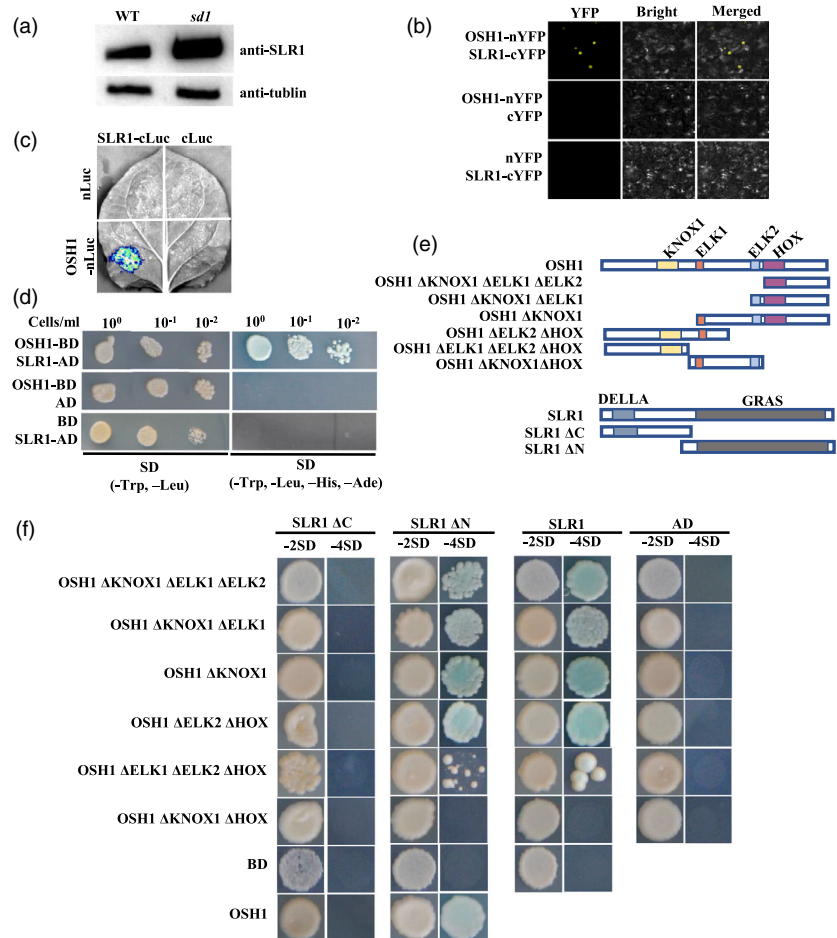 (a)
WT sd1
anti-SLR1
anti-tublin
(b)
YFP Bright Merged
OSH1-nYFP
SLR1-cYFP
OSH1-nYFP
cYFP
nYFP
SLR1-cYFP
(c)
SLR1-cLuc cLuc
nLuc
OSH1
-nLuc
(d)
Cells/ml 10⁰ 10⁻¹ 10⁻² 10⁰ 10⁻¹ 10⁻²
OSH1-BD
SLR1-AD
OSH1-BD
AD
BD
SLR1-AD
SD
(-Trp, –Leu)
SD
(-Trp, -Leu, –His, –Ade)
(e)
KNOX1 ELK1 ELK2 HOX
OSH1
OSH1 ΔKNOX1 ΔELK1 ΔELK2
OSH1 ΔKNOX1 ΔELK1
OSH1 ΔKNOX1
OSH1 ΔELK2 ΔHOX
OSH1 ΔELK1 ΔELK2 ΔHOX
OSH1 ΔKNOX1ΔHOX
DELLA GRAS
SLR1
SLR1 ΔC
SLR1 ΔN
(f)
SLR1 ΔC SLR1 ΔN SLR1 AD
-2SD -4SD -2SD -4SD -2SD -4SD -2SD -4SD
OSH1 ΔKNOX1 ΔELK1 ΔELK2
OSH1 ΔKNOX1 ΔELK1
OSH1 ΔKNOX1
OSH1 ΔELK2 ΔHOX
OSH1 ΔELK1 ΔELK2 ΔHOX
OSH1 ΔKNOX1 ΔHOX
BD
OSH1